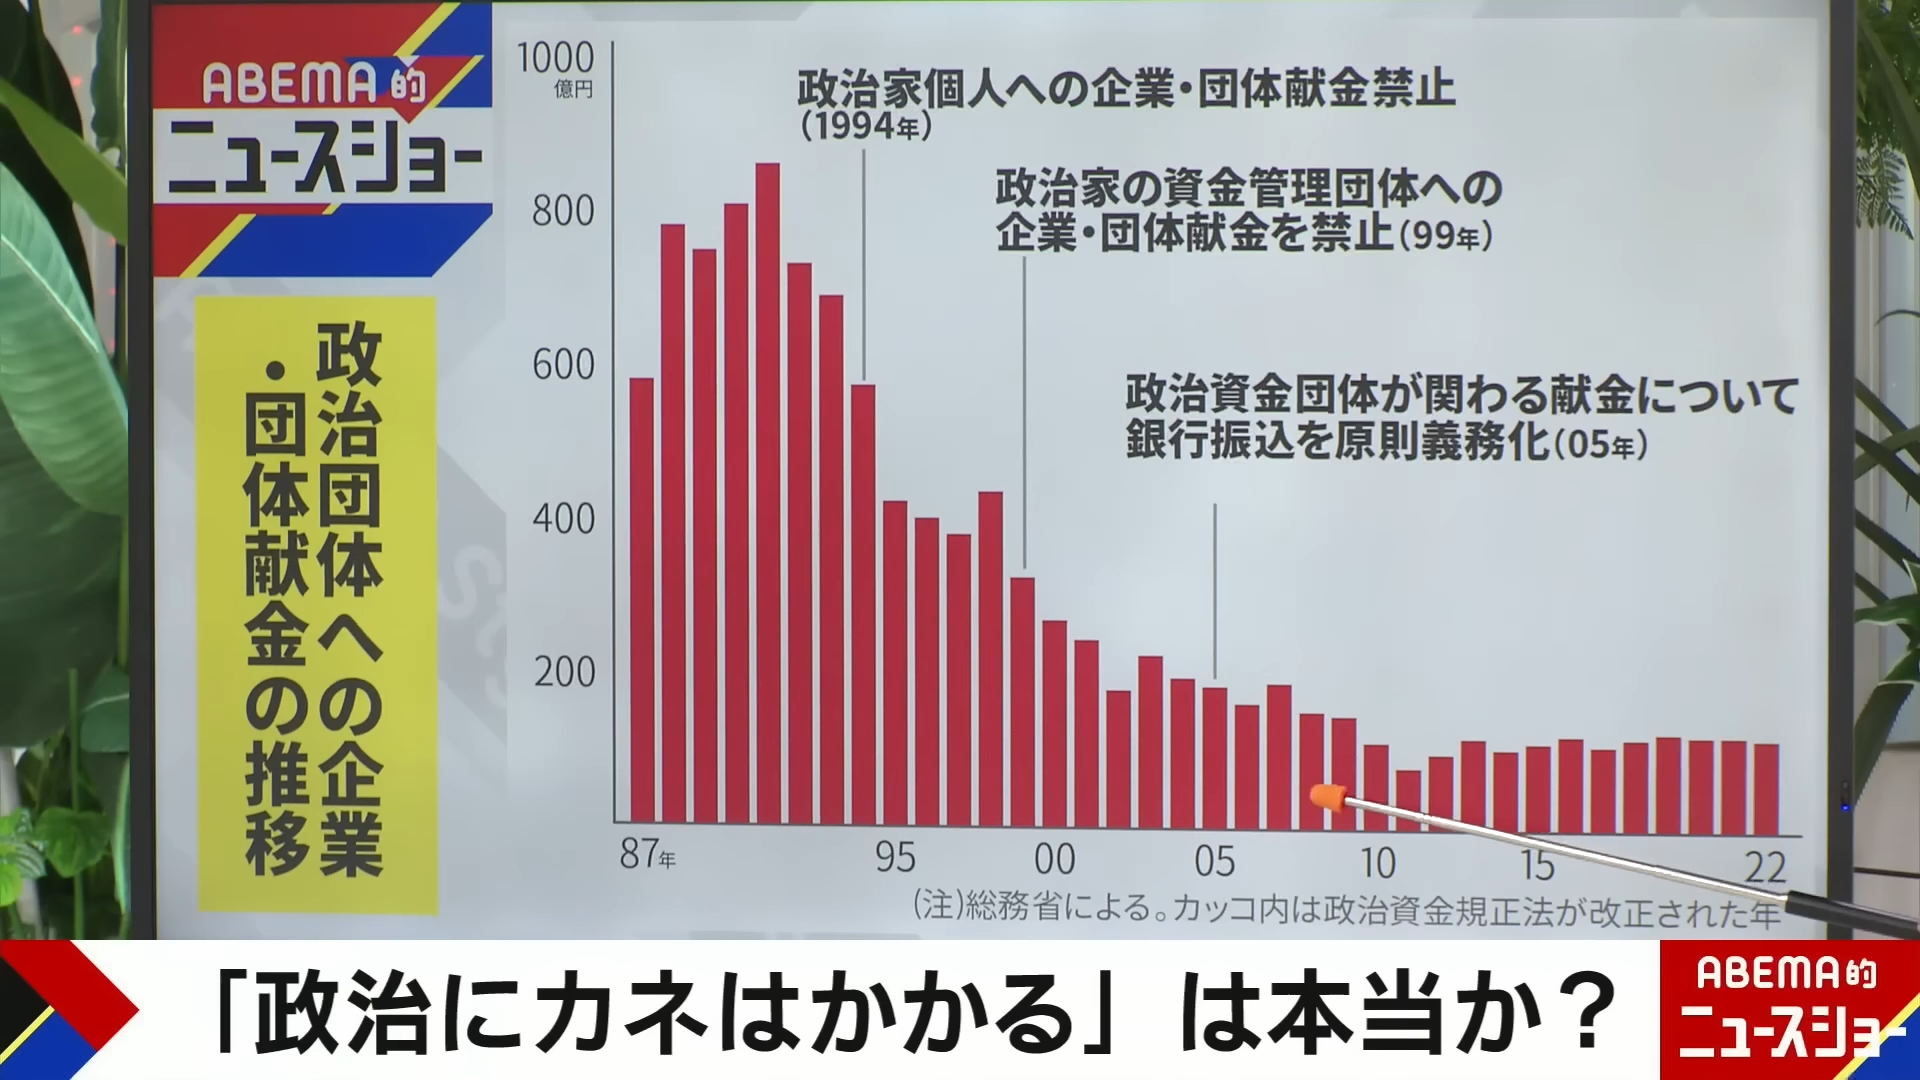 ABEMA的
ニュースショー
政治団体への企業
・団体献金の推移
1000
億円
800
600
400
200
政治家個人への企業・団体献金禁止
(1994年)
政治家の資金管理団体への
企業・団体献金を禁止(99年)
政治資金団体が関わる献金について
銀行振込を原則義務化(05年)
87年 95 00 05 10 15 22
(注)総務省による。カッコ内は政治資金規正法が改正された年
「政治にカネはかかる」は本当か？
ABEMA的
ニュースショー